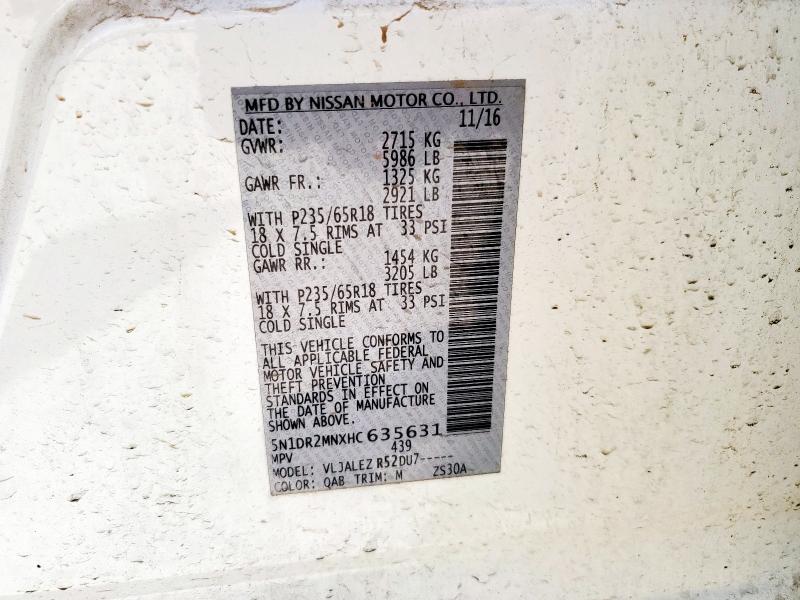 MFD BY NISSAN MOTOR CO., LTD.
DATE: 11/16
GVWR: 2715 KG
5986 LB
GAWR FR.: 1325 KG
2921 LB
WITH P235/65R18 TIRES
18 X 7.5 RIMS AT 33 PSI
COLD SINGLE
GAWR RR.: 1454 KG
3205 LB
WITH P235/65R18 TIRES
18 X 7.5 RIMS AT 33 PSI
COLD SINGLE
THIS VEHICLE CONFORMS TO
ALL APPLICABLE FEDERAL
MOTOR VEHICLE SAFETY AND
THEFT PREVENTION
STANDARDS IN EFFECT ON
THE DATE OF MANUFACTURE
SHOWN ABOVE.
5N1DR2MNXHC635631
MPV 439
MODEL: VLJALEZ R52DU7-----
COLOR: QAB TRIM: M ZS30A